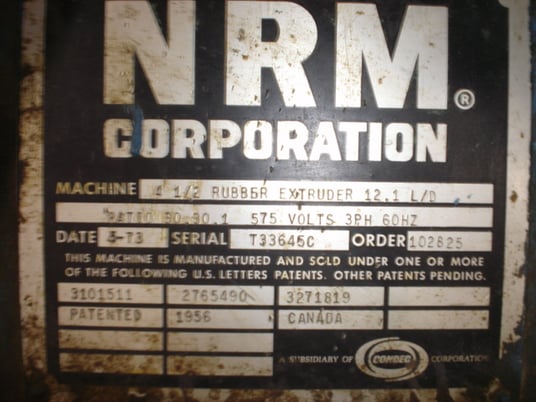 NRM®
CORPORATION
MACHINE 4 1/2 RUBBER EXTRUDER 12.1 L/D
RATIO 30.30.1 575 VOLTS 3PH 60HZ
DATE 3-73 SERIAL T33645C ORDER 102825
THIS MACHINE IS MANUFACTURED AND SOLD UNDER ONE OR MORE
OF THE FOLLOWING U.S. LETTERS PATENTS. OTHER PATENTS PENDING.
3101511 2765490 3271819
PATENTED 1956 CANADA
A SUBSIDIARY OF CONDEC CORPORATION